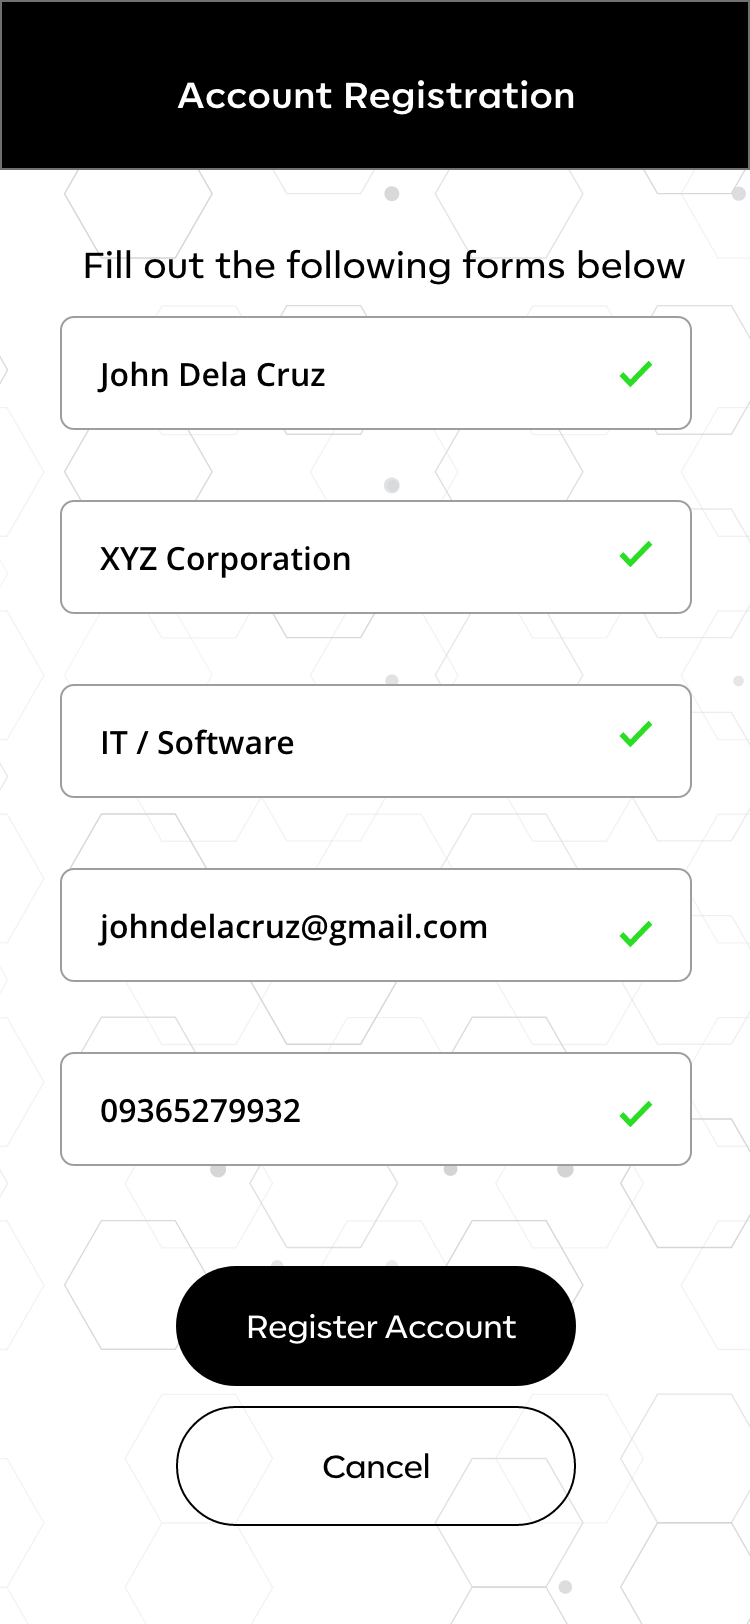 Account Registration
Fill out the following forms below
John Dela Cruz
XYZ Corporation
IT / Software
johndelacruz@gmail.com
09365279932
Register Account
Cancel